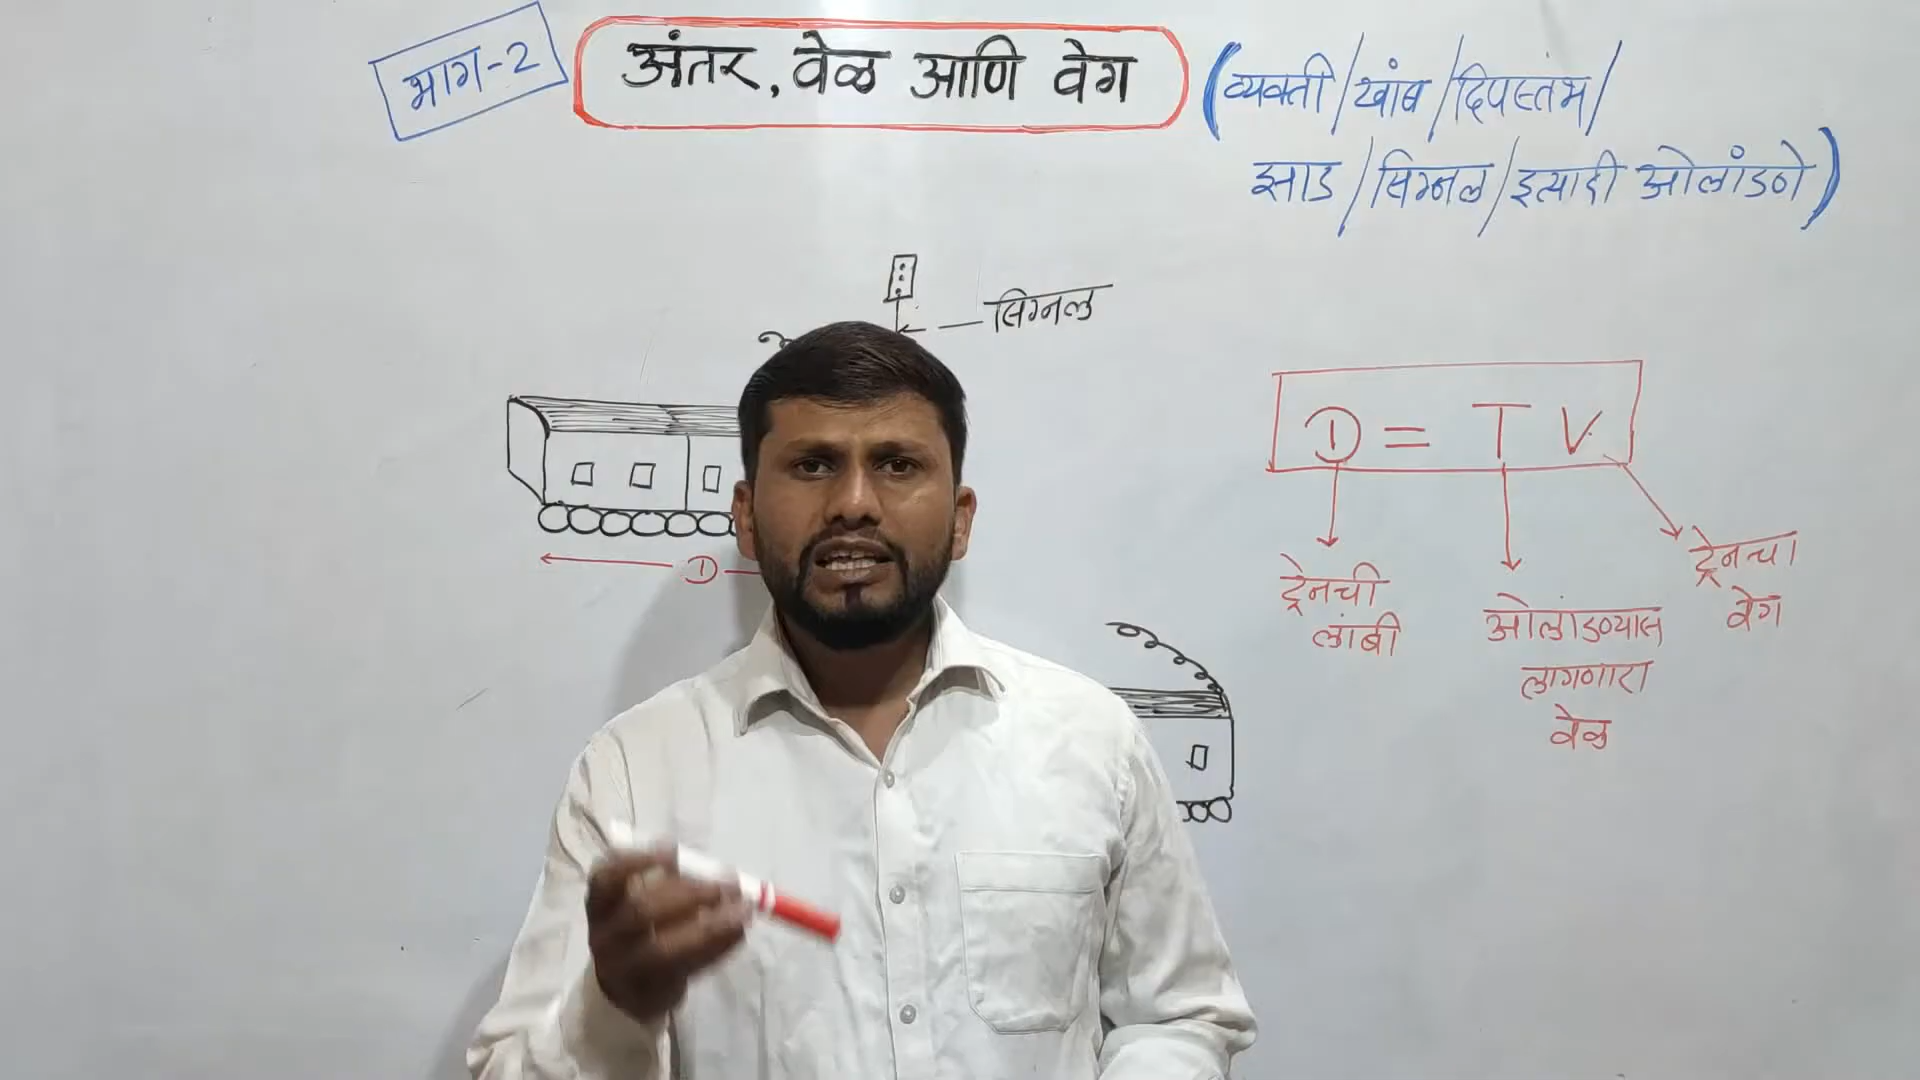 भाग-2
अंतर, वेळ आणि वेग
(व्यक्ती/खांब/दिपस्तंभ/
झाड/सिग्नल/इत्यादी ओलांडणे)
सिग्नल
D = T V
D
ट्रेनची
लांबी
ओलांडण्यास
लागणारा
वेळ
ट्रेनचा
वेग